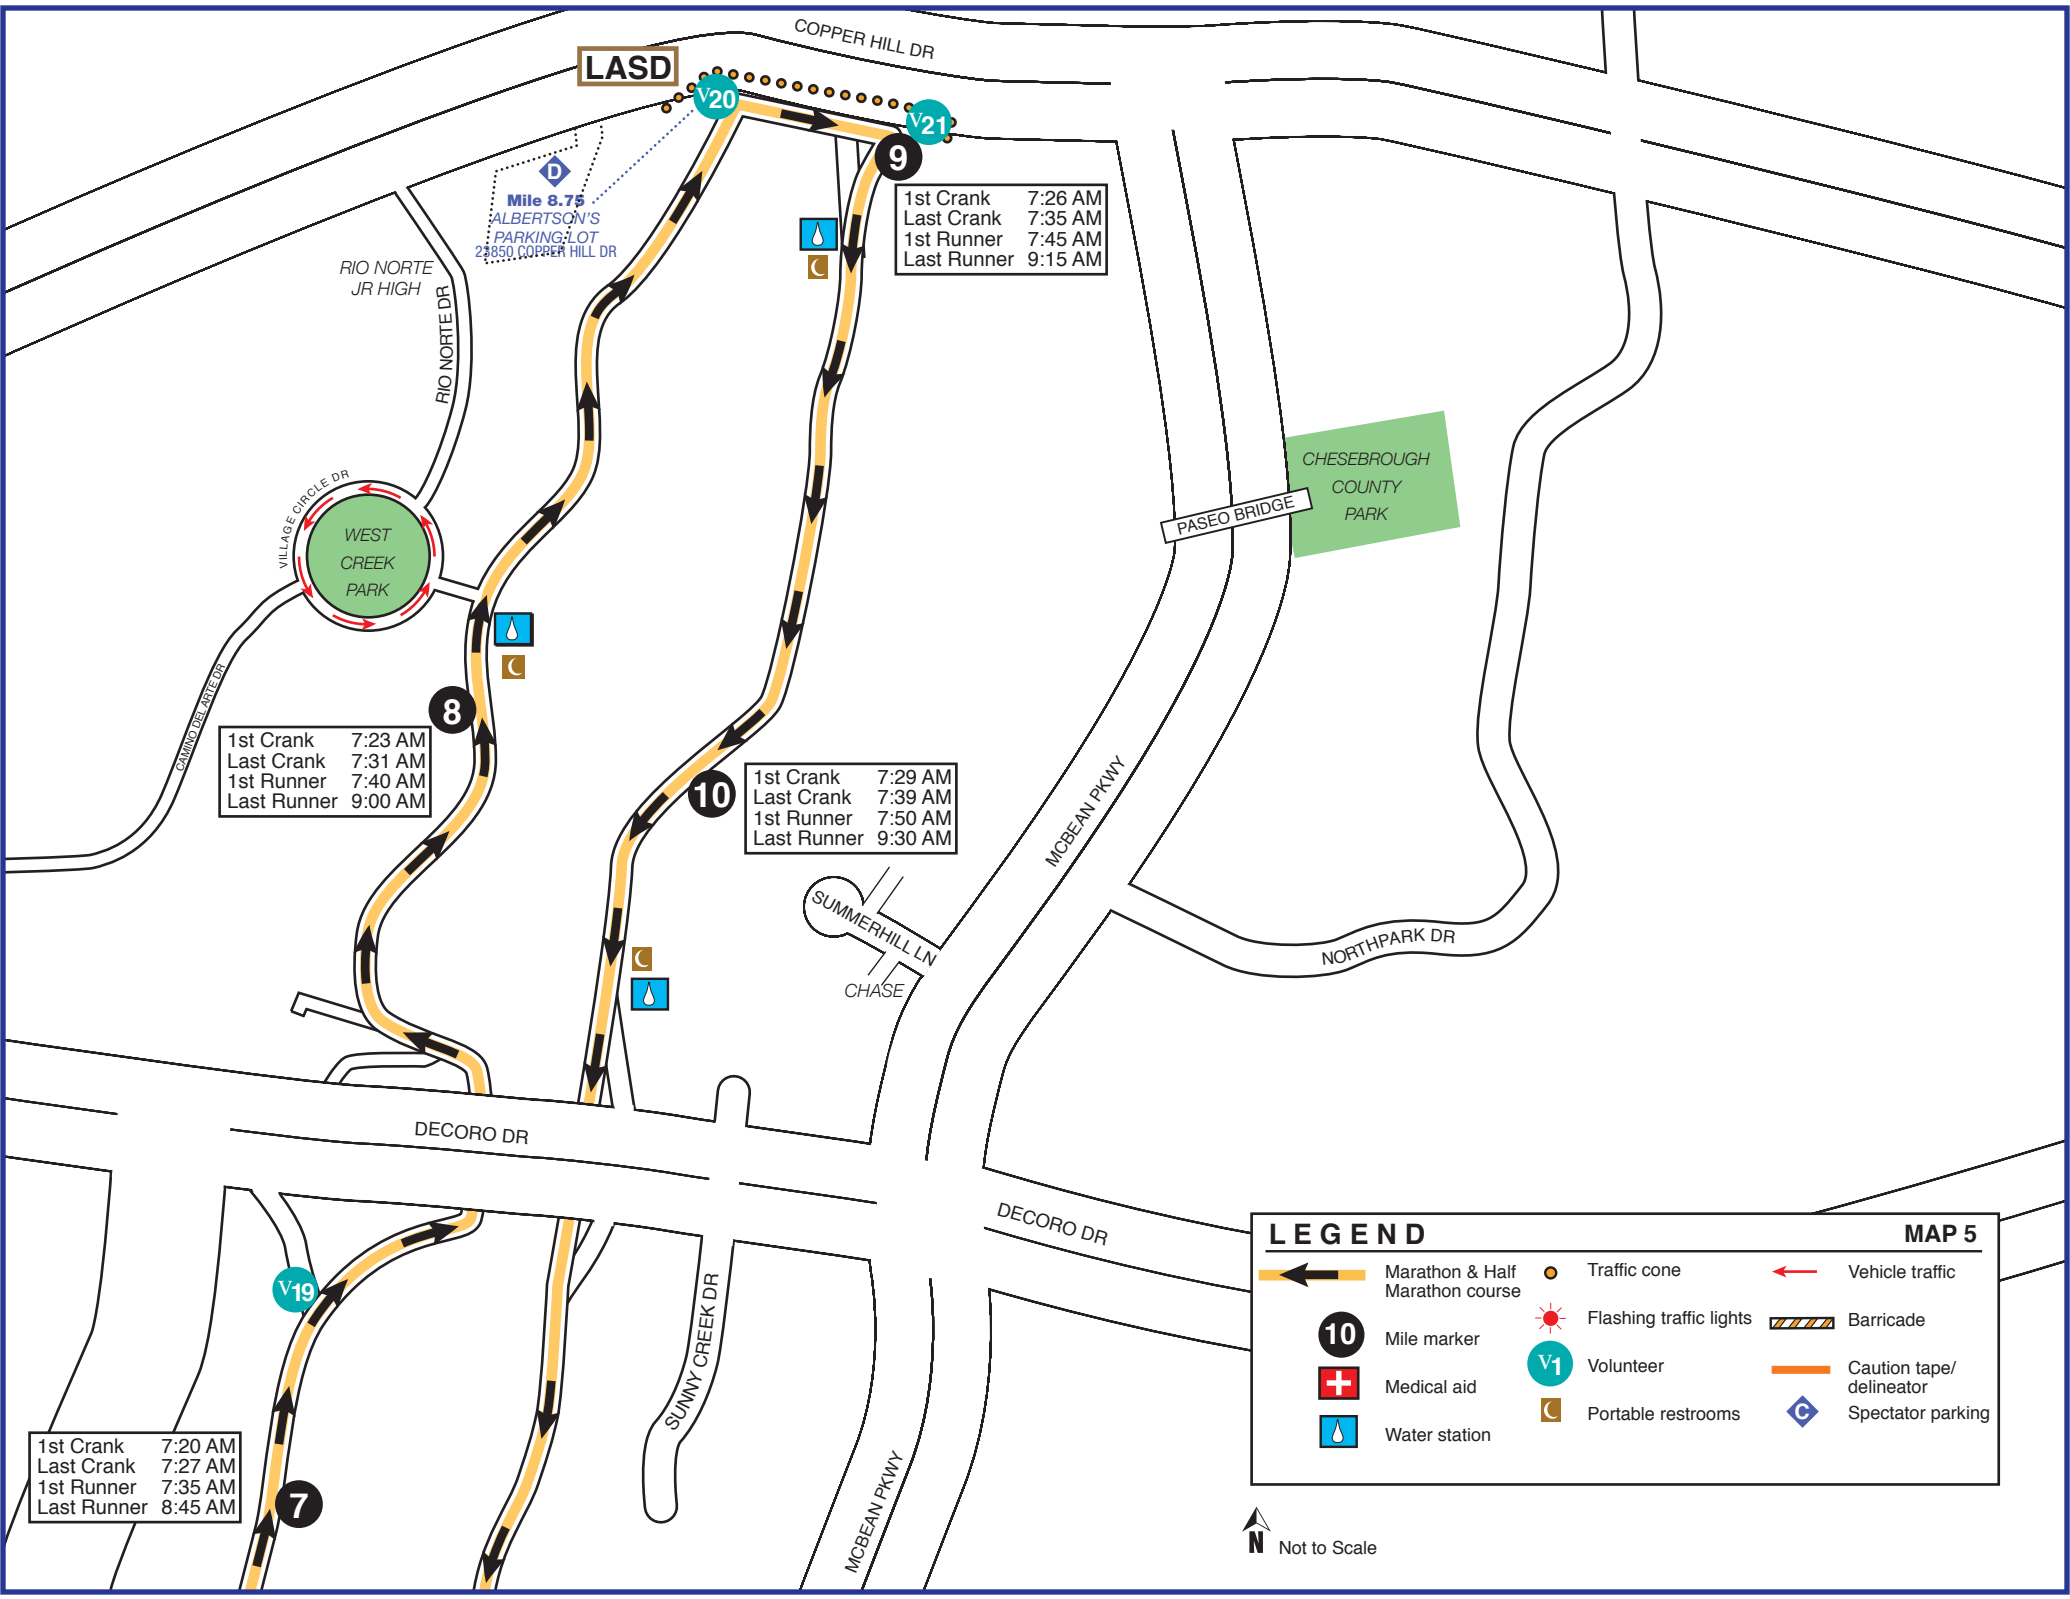 COPPER HILL DR
LASD
V20
V21
9
1st Crank 7:26 AM
Last Crank 7:35 AM
1st Runner 7:45 AM
Last Runner 9:15 AM
D
Mile 8.75
ALBERTSON'S
PARKING LOT
23850 COPPER HILL DR
RIO NORTE
JR HIGH
RIO NORTE DR
VILLAGE CIRCLE DR
WEST
CREEK
PARK
CHESEBROUGH
COUNTY
PARK
PASEO BRIDGE
CAMINO DEL ARTE DR
8
1st Crank 7:23 AM
Last Crank 7:31 AM
1st Runner 7:40 AM
Last Runner 9:00 AM
10
1st Crank 7:29 AM
Last Crank 7:39 AM
1st Runner 7:50 AM
Last Runner 9:30 AM
MCBEAN PKWY
SUMMERHILL LN
CHASE
NORTHPARK DR
DECORO DR
DECORO DR
V19
SUNNY CREEK DR
MCBEAN PKWY
7
1st Crank 7:20 AM
Last Crank 7:27 AM
1st Runner 7:35 AM
Last Runner 8:45 AM
LEGEND
MAP 5
Marathon & Half
Marathon course
10
Mile marker
Medical aid
Water station
Traffic cone
Flashing traffic lights
V1
Volunteer
Portable restrooms
Vehicle traffic
Barricade
Caution tape/
delineator
C
Spectator parking
N
Not to Scale